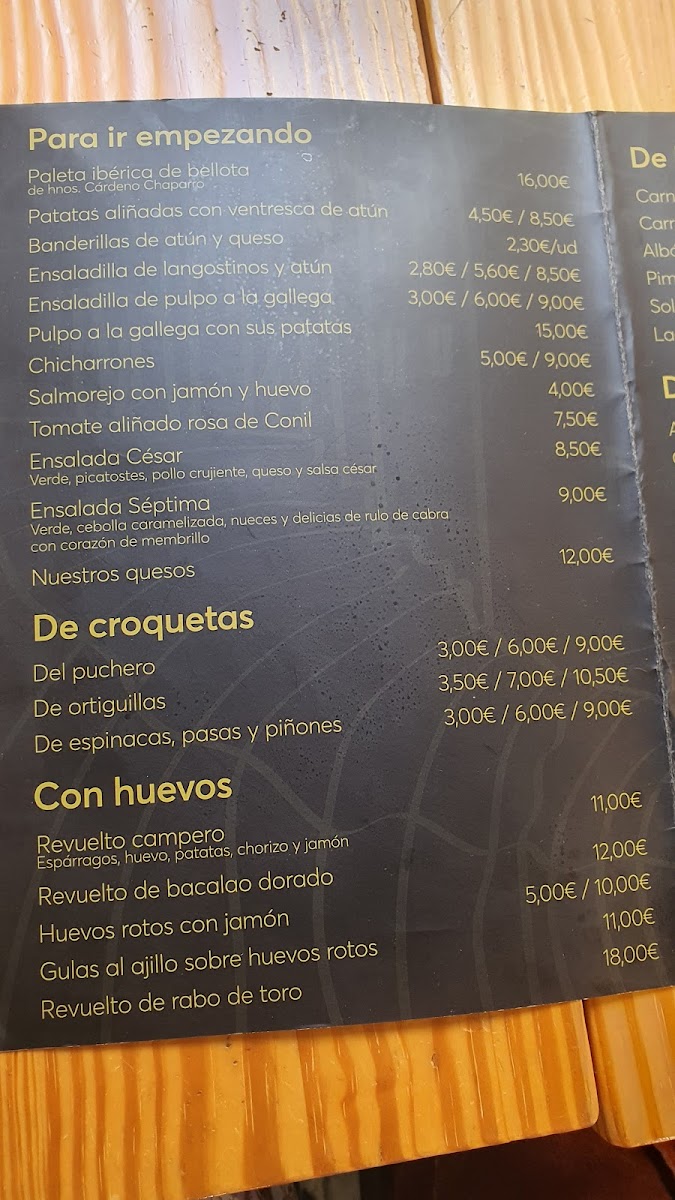 Para ir empezando
Paleta ibérica de bellota 16,00€
de hnos. Cárdeno Chaparro
Patatas aliñadas con ventresca de atún 4,50€ / 8,50€
Banderillas de atún y queso 2,30€/ud
Ensaladilla de langostinos y atún 2,80€ / 5,60€ / 8,50€
Ensaladilla de pulpo a la gallega 3,00€ / 6,00€ / 9,00€
Pulpo a la gallega con sus patatas 15,00€
Chicharrones 5,00€ / 9,00€
Salmorejo con jamón y huevo 4,00€
Tomate aliñado rosa de Conil 7,50€
Ensalada César 8,50€
Verde, picatostes, pollo crujiente, queso y salsa césar
Ensalada Séptima 9,00€
Verde, cebolla caramelizada, nueces y delicias de rulo de cabra
con corazón de membrillo
Nuestros quesos 12,00€
De croquetas
Del puchero 3,00€ / 6,00€ / 9,00€
De ortiguillas 3,50€ / 7,00€ / 10,50€
De espinacas, pasas y piñones 3,00€ / 6,00€ / 9,00€
Con huevos
Revuelto campero 11,00€
Espárragos, huevo, patatas, chorizo y jamón
Revuelto de bacalao dorado 12,00€
Huevos rotos con jamón 5,00€ / 10,00€
Gulas al ajillo sobre huevos rotos 11,00€
Revuelto de rabo de toro 18,00€
De
Carn
Carr
Pim
Sol
La